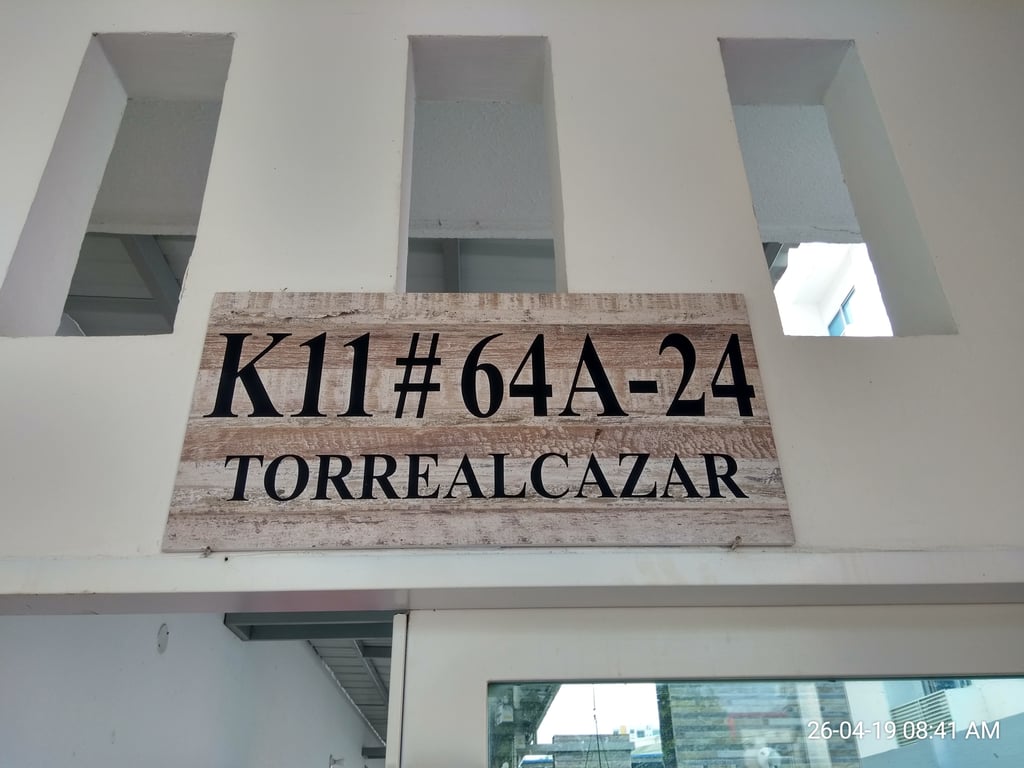 K11# 64A-24
TORREALCAZAR
26-04-19 08:41 AM